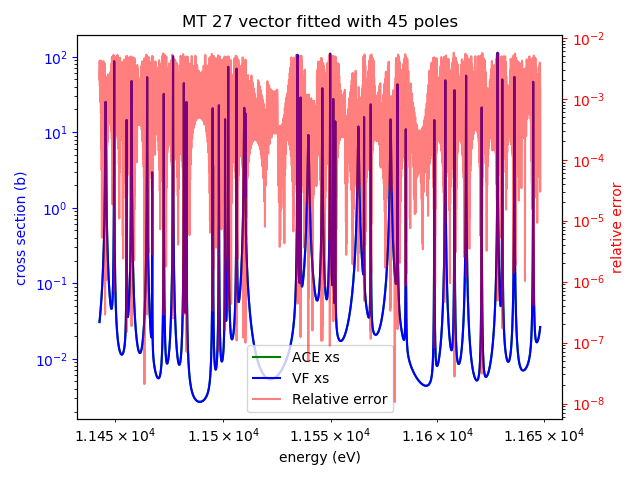 MT 27 vector fitted with 45 poles
cross section (b)
10²
10¹
10⁰
10⁻¹
10⁻²
10⁻²
10⁻³
10⁻⁴
10⁻⁵
10⁻⁶
10⁻⁷
10⁻⁸
relative error
ACE xs
VF xs
Relative error
1.145 × 10⁴ 1.15 × 10⁴ 1.155 × 10⁴ 1.16 × 10⁴ 1.165 × 10⁴
energy (eV)